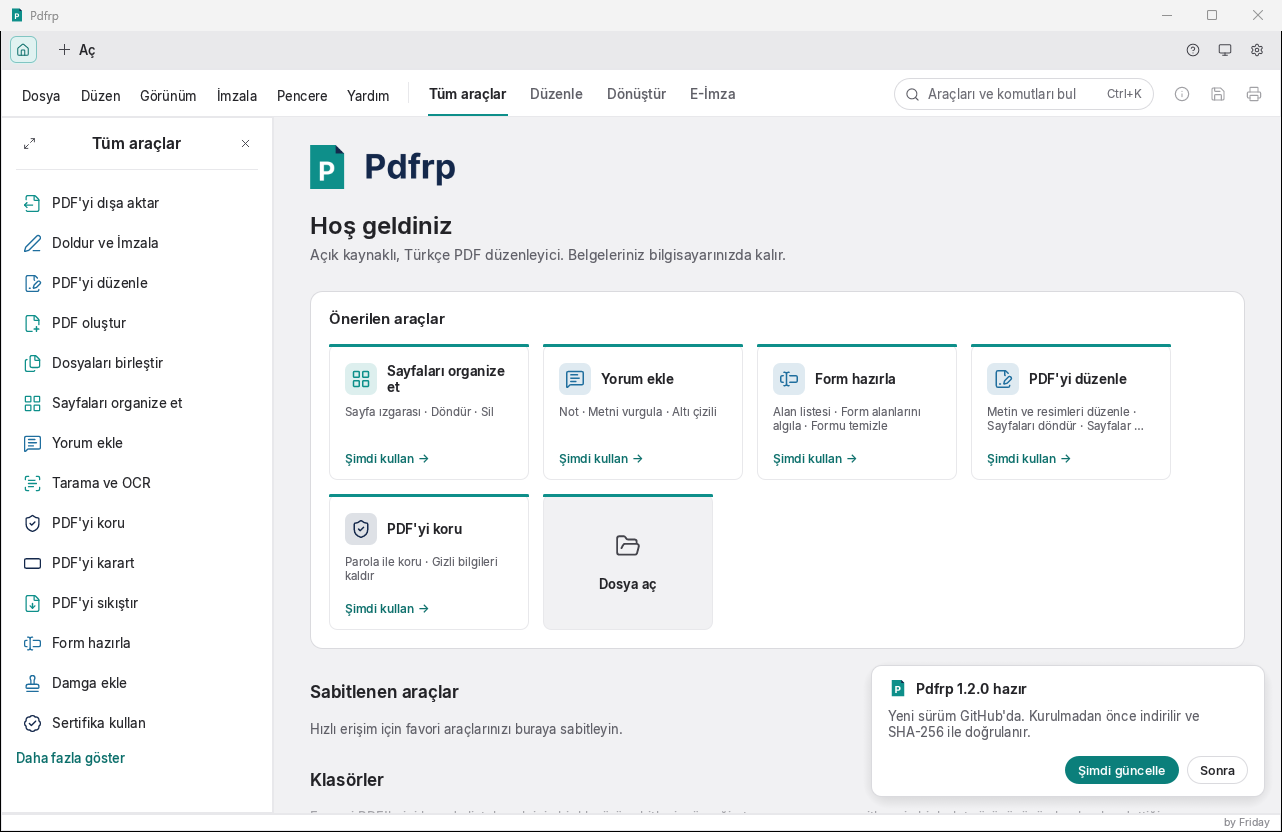 Pdfrp
Aç
Dosya Düzen Görünüm İmzala Pencere Yardım Tüm araçlar Düzenle Dönüştür E-İmza Araçları ve komutları bul Ctrl+K
Tüm araçlar
PDF'yi dışa aktar
Doldur ve İmzala
PDF'yi düzenle
PDF oluştur
Dosyaları birleştir
Sayfaları organize et
Yorum ekle
Tarama ve OCR
PDF'yi koru
PDF'yi karart
PDF'yi sıkıştır
Form hazırla
Damga ekle
Sertifika kullan
Daha fazla göster
Pdfrp
Hoş geldiniz
Açık kaynaklı, Türkçe PDF düzenleyici. Belgeleriniz bilgisayarınızda kalır.
Önerilen araçlar
Sayfaları organize
et
Sayfa ızgarası · Döndür · Sil
Şimdi kullan →
Yorum ekle
Not · Metni vurgula · Altı çizili
Şimdi kullan →
Form hazırla
Alan listesi · Form alanlarını
algıla · Formu temizle
Şimdi kullan →
PDF'yi düzenle
Metin ve resimleri düzenle ·
Sayfaları döndür · Sayfalar ...
Şimdi kullan →
PDF'yi koru
Parola ile koru · Gizli bilgileri
kaldır
Şimdi kullan →
Dosya aç
Sabitlenen araçlar
Hızlı erişim için favori araçlarınızı buraya sabitleyin.
Klasörler
Pdfrp 1.2.0 hazır
Yeni sürüm GitHub'da. Kurulmadan önce indirilir ve
SHA-256 ile doğrulanır.
Şimdi güncelle Sonra
by Friday